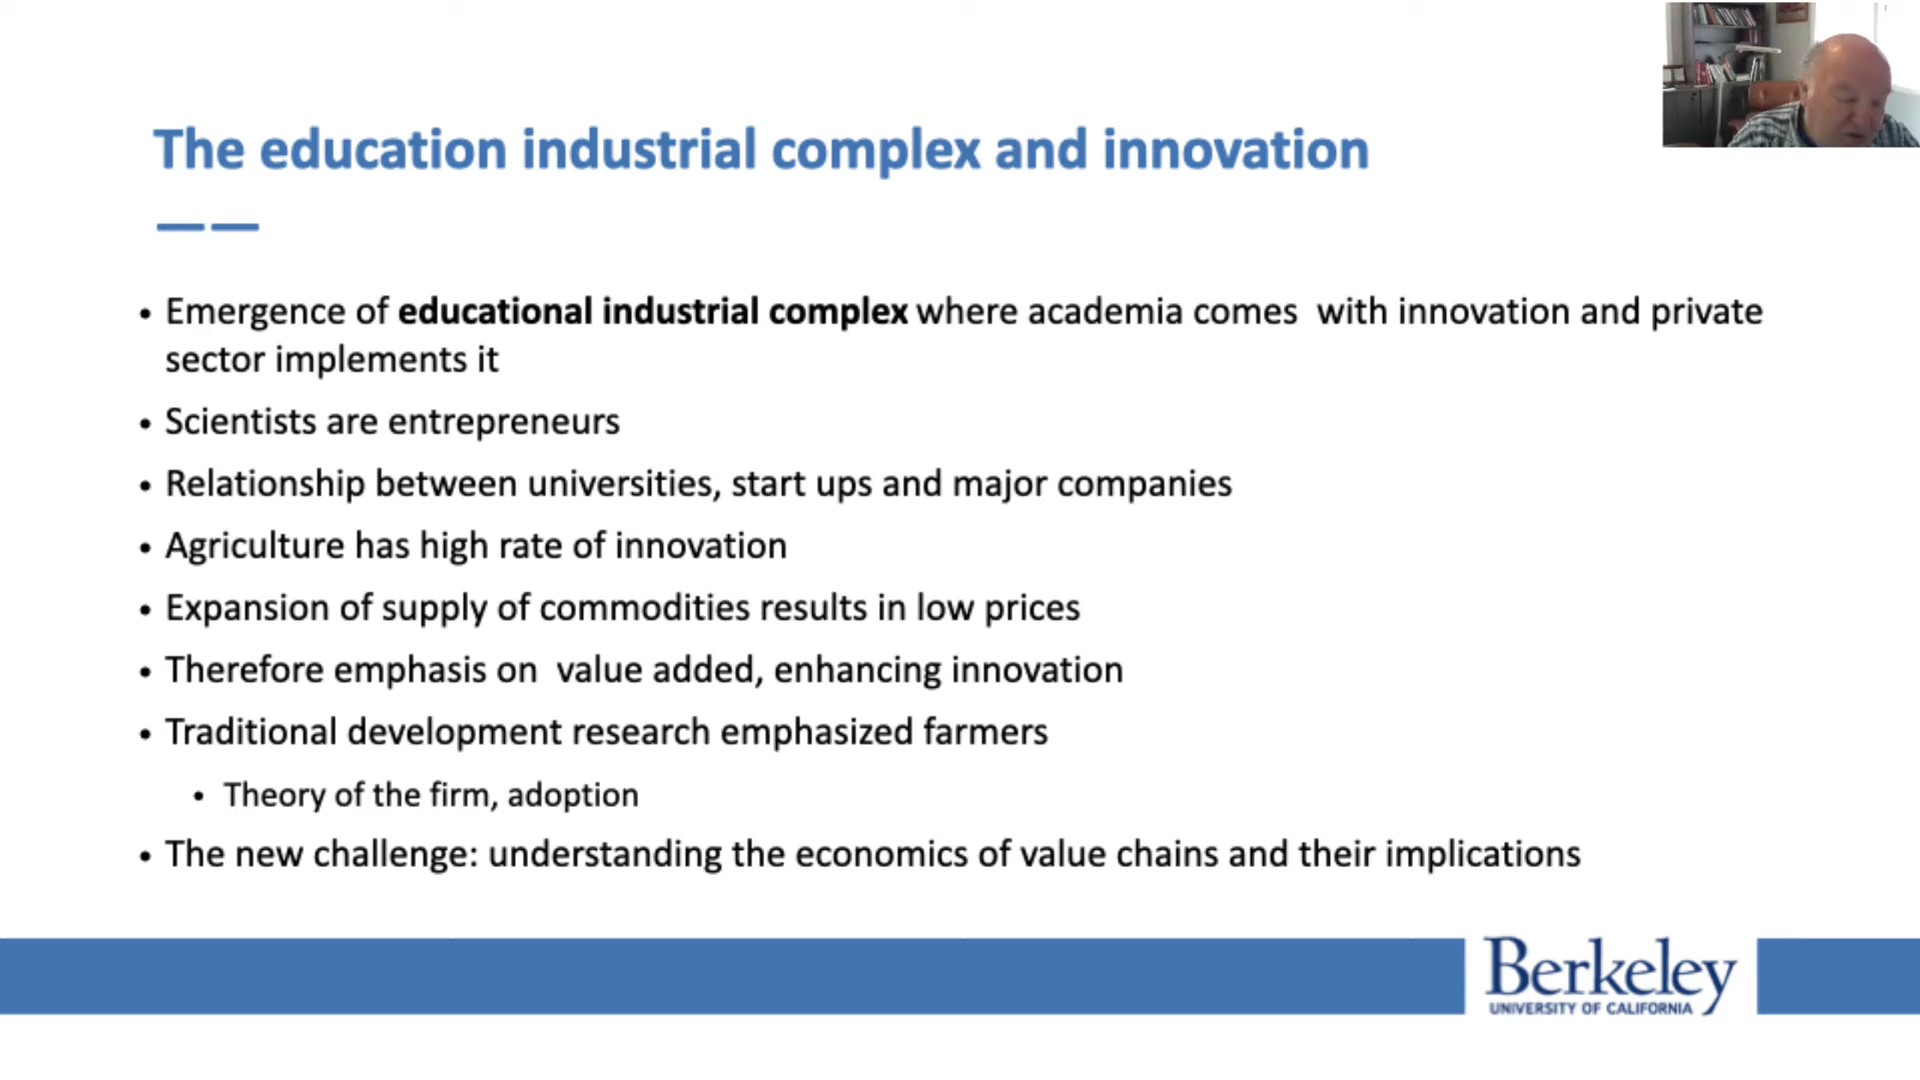 The education industrial complex and innovation
• Emergence of educational industrial complex where academia comes  with innovation and private
sector implements it
• Scientists are entrepreneurs
• Relationship between universities, start ups and major companies
• Agriculture has high rate of innovation
• Expansion of supply of commodities results in low prices
• Therefore emphasis on  value added, enhancing innovation
• Traditional development research emphasized farmers
• Theory of the firm, adoption
• The new challenge: understanding the economics of value chains and their implications
Berkeley
UNIVERSITY OF CALIFORNIA